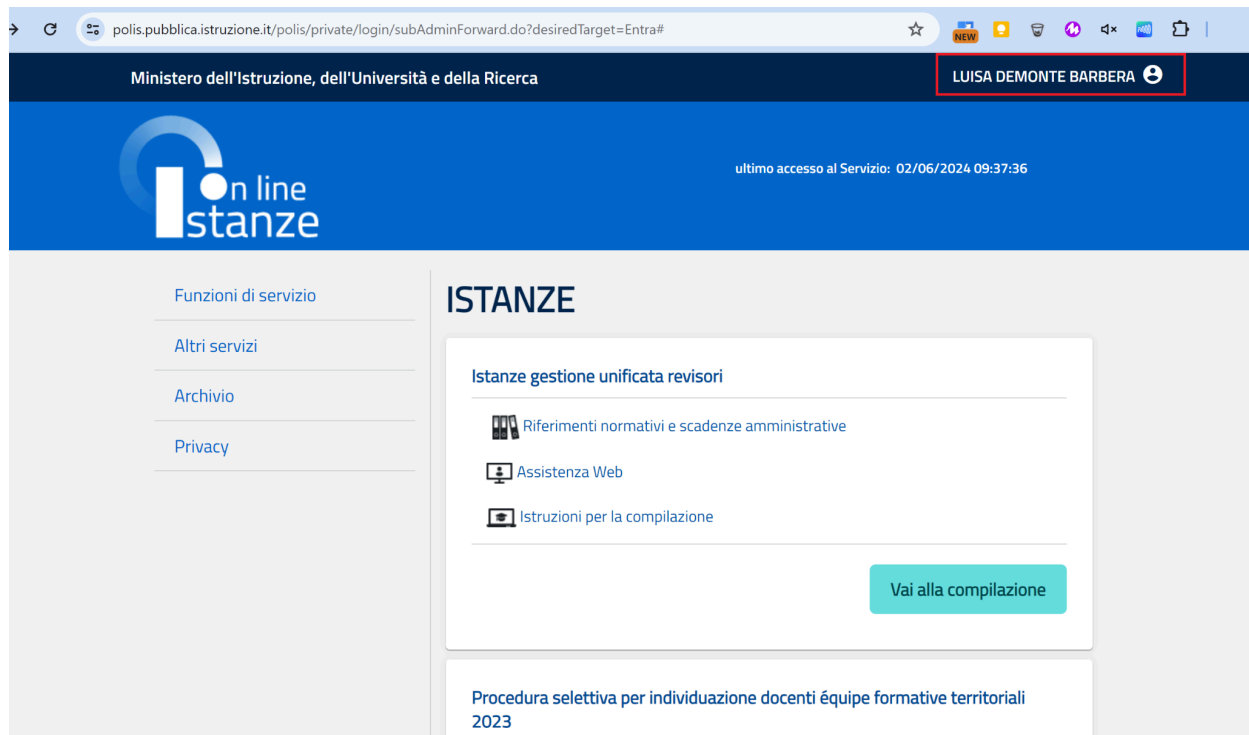 polis.pubblica.istruzione.it/polis/private/login/subAdminForward.do?desiredTarget=Entra#
NEW
Ministero dell'Istruzione, dell'Università e della Ricerca
LUISA DEMONTE BARBERA
ultimo accesso al Servizio: 02/06/2024 09:37:36
on line
Istanze
Funzioni di servizio
Altri servizi
Archivio
Privacy
ISTANZE
Istanze gestione unificata revisori
Riferimenti normativi e scadenze amministrative
Assistenza Web
Istruzioni per la compilazione
Vai alla compilazione
Procedura selettiva per individuazione docenti équipe formative territoriali
2023